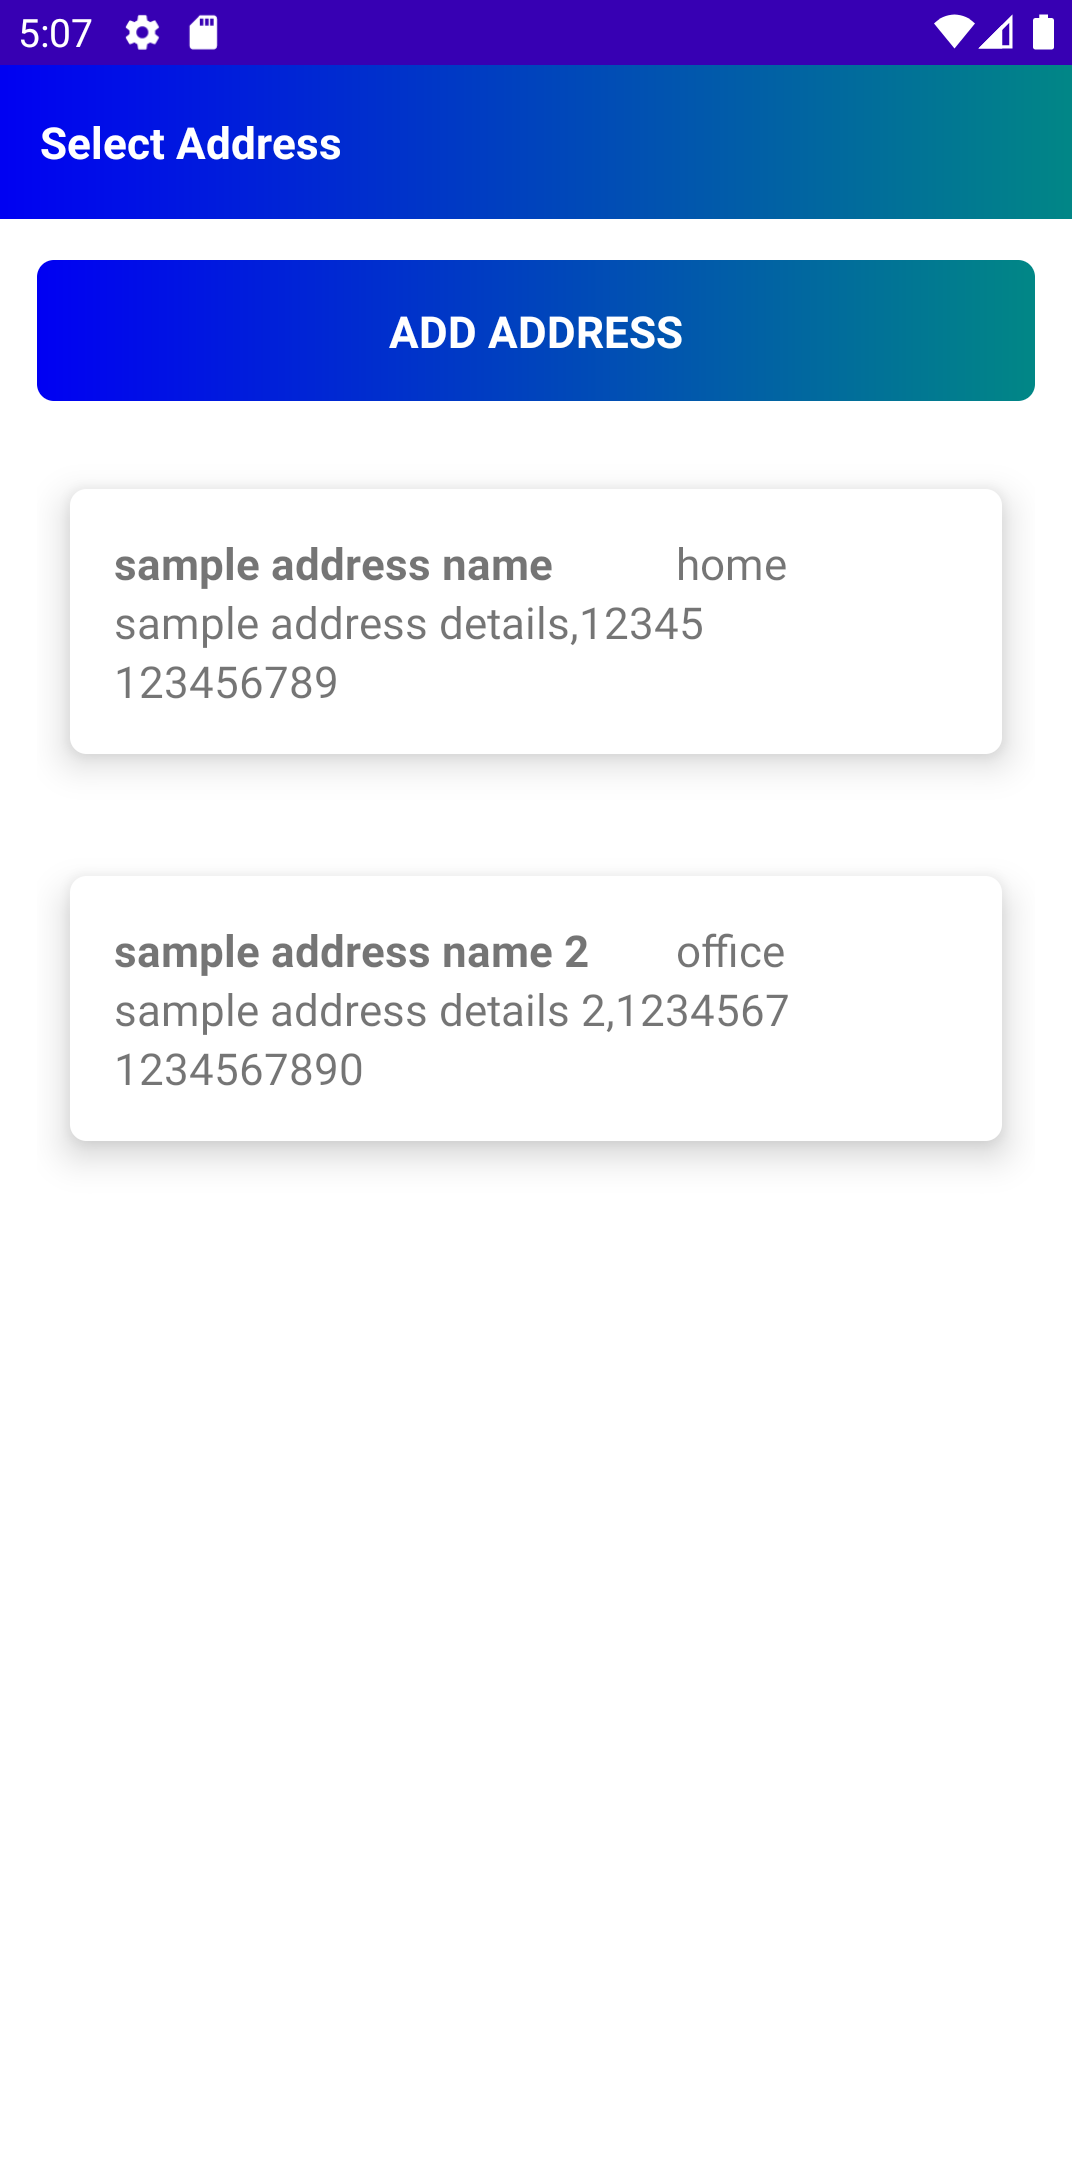 5:07
Select Address
ADD ADDRESS
sample address name home
sample address details,12345
123456789
sample address name 2 office
sample address details 2,1234567
1234567890